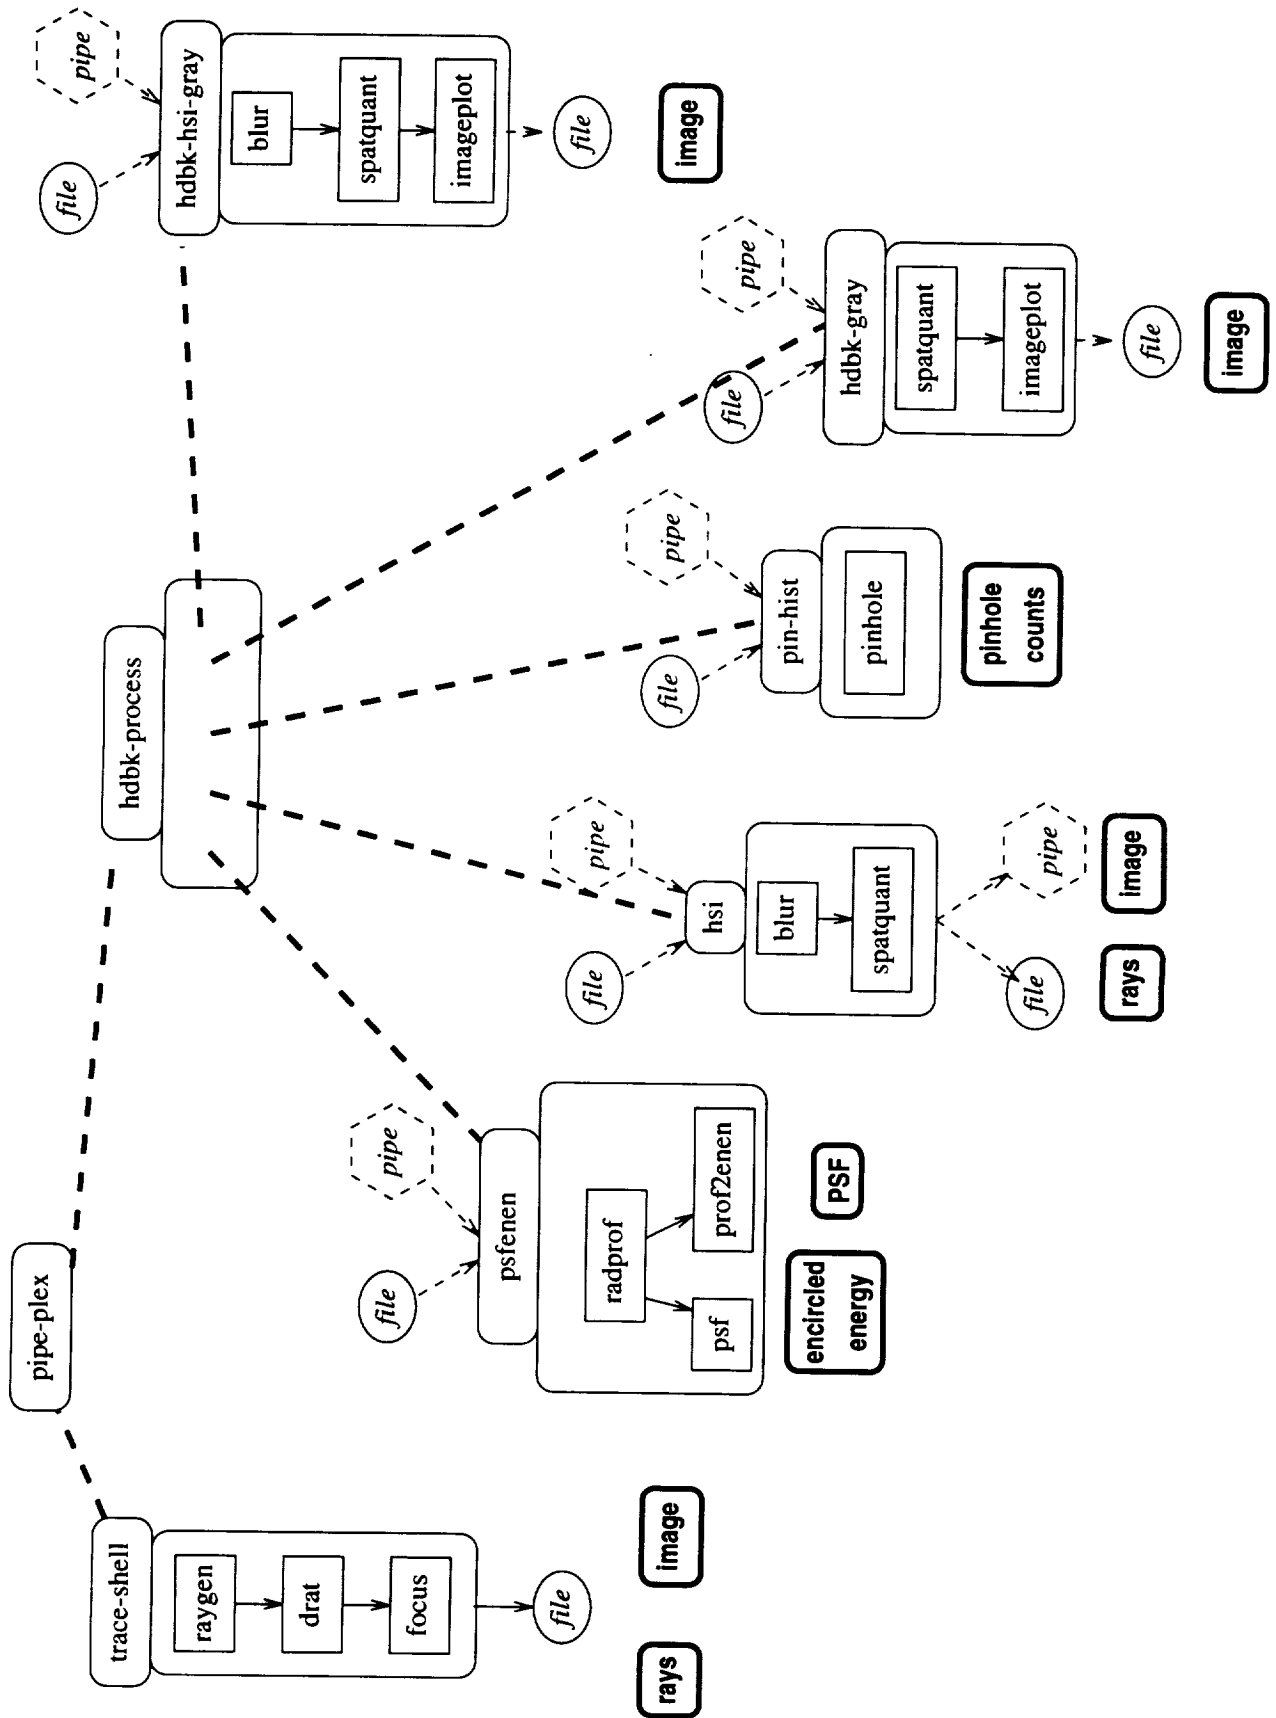 pipe-plex
trace-shell
raygen
drat
focus
file
rays
image
hdbk-process
psfenen
file
pipe
radprof
psf
prof2enen
encircled
energy
PSF
hsi
file
pipe
blur
spatquant
file
pipe
rays
image
pin-hist
file
pipe
pinhole
pinhole
counts
hdbk-gray
file
pipe
spatquant
imageplot
file
image
hdbk-hsi-gray
file
pipe
blur
spatquant
imageplot
file
image